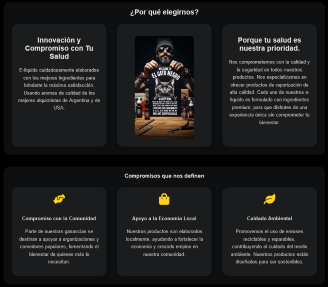 ¿Por qué elegirnos?
Innovación y
Compromiso con Tu
Salud
E-líquids cuidadosamente elaborados
con los mejores ingredientes para
brindarte la máxima satisfacción.
Usando aromas de calidad de los
mejores alquimistas de Argentina y de
USA.
EL GATO NEGRO
Porque tu salud es
nuestra prioridad.
Nos comprometemos con la calidad y
la seguridad en todos nuestros
productos. Nos especializamos en
ofrecer productos de vaporización de
alta calidad. Cada uno de nuestros e-
líquids es formulado con ingredientes
premium, para que disfrutes de una
experiencia única sin comprometer tu
bienestar.
Compromisos que nos definen
Compromiso con la Comunidad
Parte de nuestras ganancias se
destinan a apoyar a organizaciones y
comedores populares, fomentando el
bienestar de quienes más lo
necesitan.
Apoyo a la Economía Local
Nuestros productos son elaborados
localmente, ayudando a fortalecer la
economía y creando empleo en
nuestra comunidad.
Cuidado Ambiental
Promovemos el uso de envases
reciclables y reparables,
contribuyendo al cuidado del medio
ambiente. Nuestros productos están
diseñados para ser sostenibles.